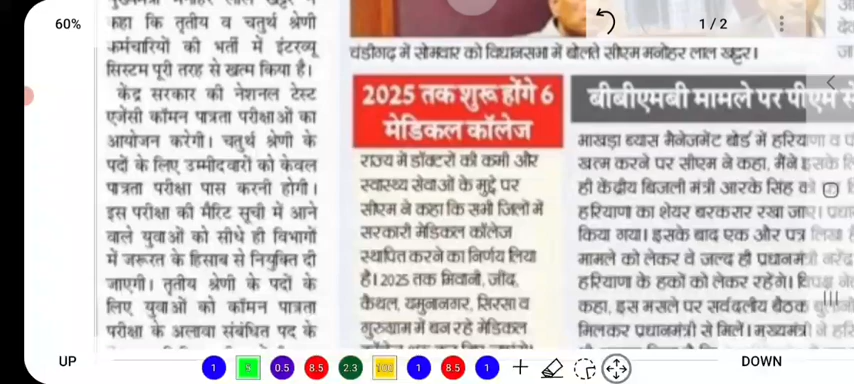 60%
1 / 2
कहा कि तृतीय व चतुर्थ श्रेणी
कर्मचारियों की भर्ती में इंटरव्यू
सिस्टम पूरी तरह से खत्म किया है।
केंद्र सरकार की नेशनल टेस्ट
एजेंसी कॉमन पात्रता परीक्षाओं का
आयोजन करेगी। चतुर्थ श्रेणी के
पदों के लिए उम्मीदवारों को केवल
पात्रता परीक्षा पास करनी होगी।
इस परीक्षा की मैरिट सूची में आने
वाले युवाओं को सीधे ही विभागों
में जरूरत के हिसाब से नियुक्ति दी
जाएगी। तृतीय श्रेणी के पदों के
लिए युवाओं को कॉमन पात्रता
परीक्षा के अलावा संबंधित पद के
चंडीगढ़ में सोमवार को विधानसभा में बोलते सीएम मनोहर लाल खट्टर।
2025 तक शुरू होंगे 6
मेडिकल कॉलेज
राज्य में डॉक्टरों की कमी और
स्वास्थ्य सेवाओं के मुद्दे पर
सीएम ने कहा कि सभी जिलों में
सरकारी मेडिकल कॉलेज
स्थापित करने का निर्णय लिया
है। 2025 तक भिवानी, जींद,
कैथल, यमुनानगर, सिरसा व
गुरुग्राम में बन रहे मेडिकल
बीबीएमबी मामले पर पीएम से
भाखड़ा ब्यास मैनेजमेंट बोर्ड में हरियाणा व
खत्म करने पर सीएम ने कहा, मैंने इसके
ही केंद्रीय बिजली मंत्री आरके सिंह को
हरियाणा का शेयर बरकरार रखा जाए।
किया गया। इसके बाद एक और पत्र लिखा
मामले को लेकर वे जल्द ही प्रधानमंत्री नरेंद्र
हरियाणा के हकों को लेकर रहेंगे। विपक्ष
कहा, इस मसले पर सर्वदलीय बैठक
मिलकर प्रधानमंत्री से मिलें। मुख्यमंत्री ने
UP
1
5
0.5
8.5
2.3
1
8.5
1
DOWN